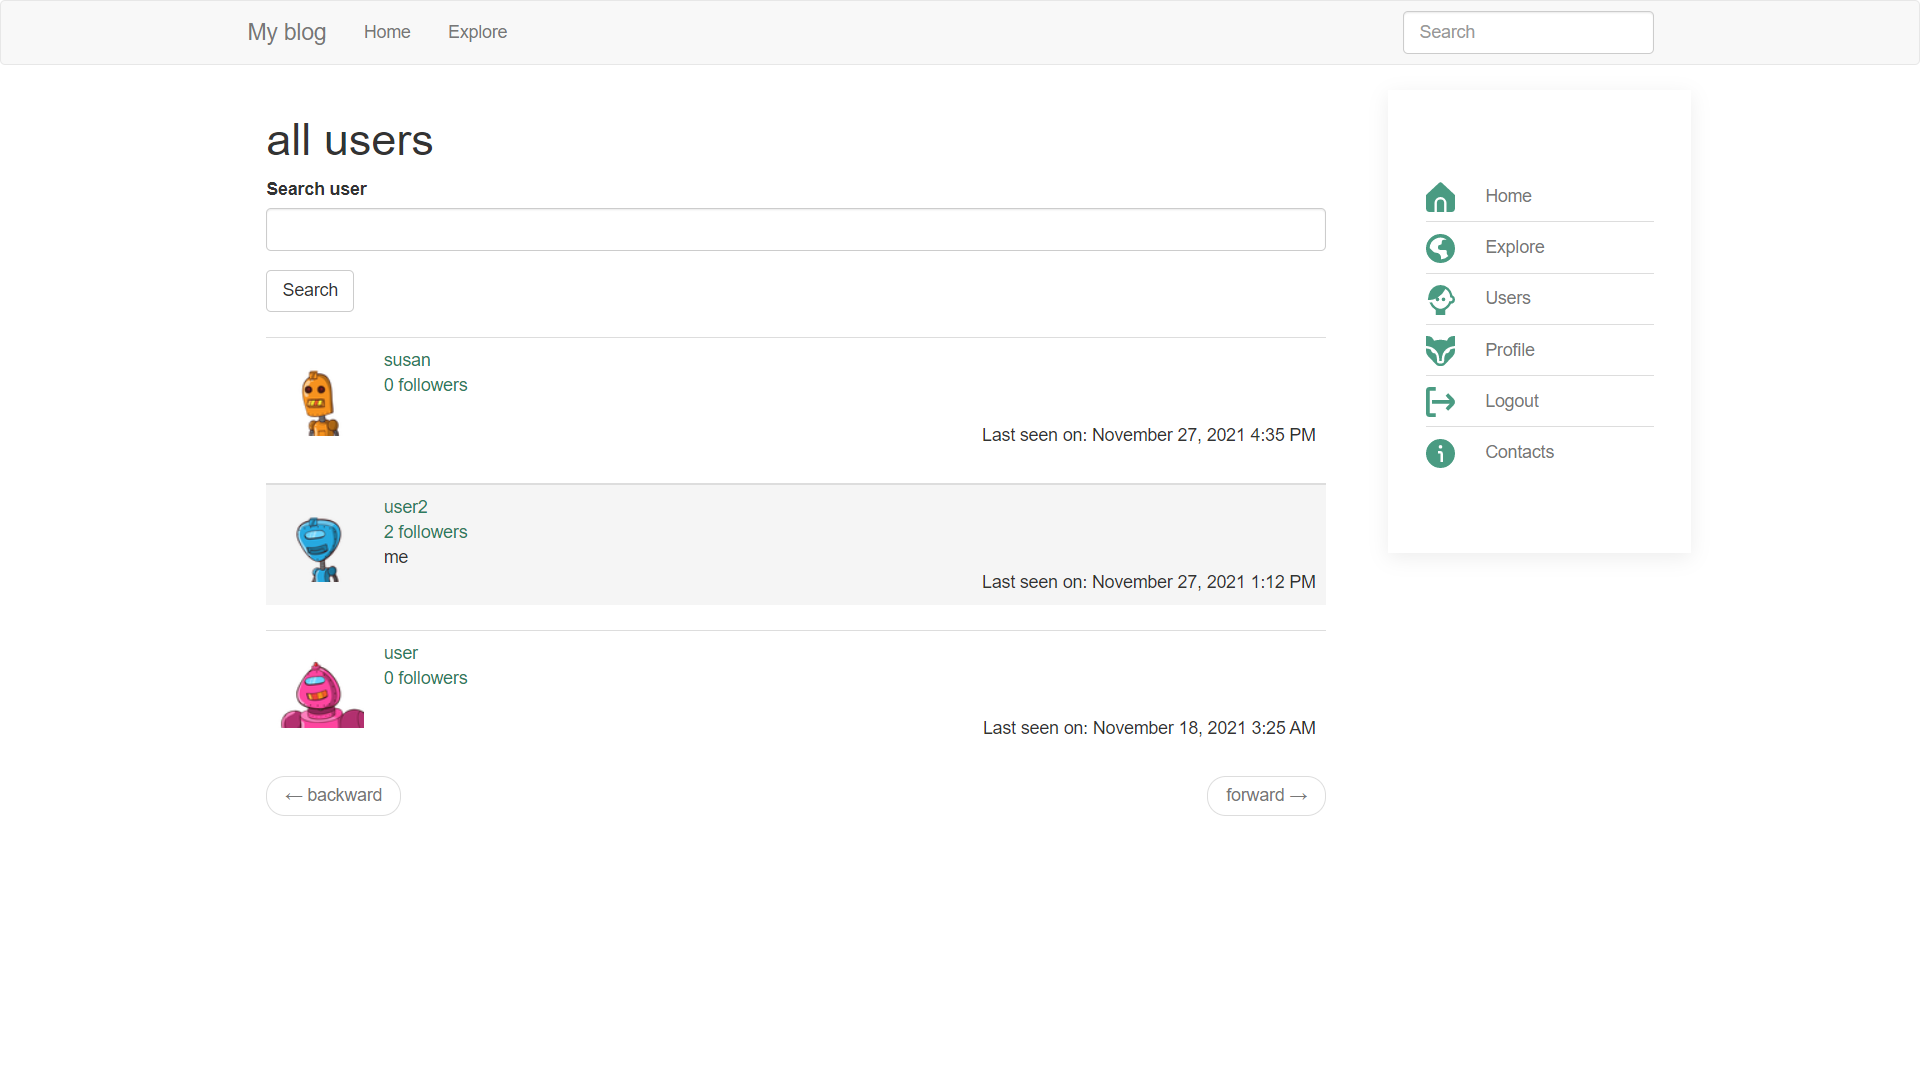 My blog
Home
Explore
Search
all users
Search user
Search
susan
0 followers
Last seen on: November 27, 2021 4:35 PM
user2
2 followers
me
Last seen on: November 27, 2021 1:12 PM
user
0 followers
Last seen on: November 18, 2021 3:25 AM
← backward
forward →
Home
Explore
Users
Profile
Logout
Contacts